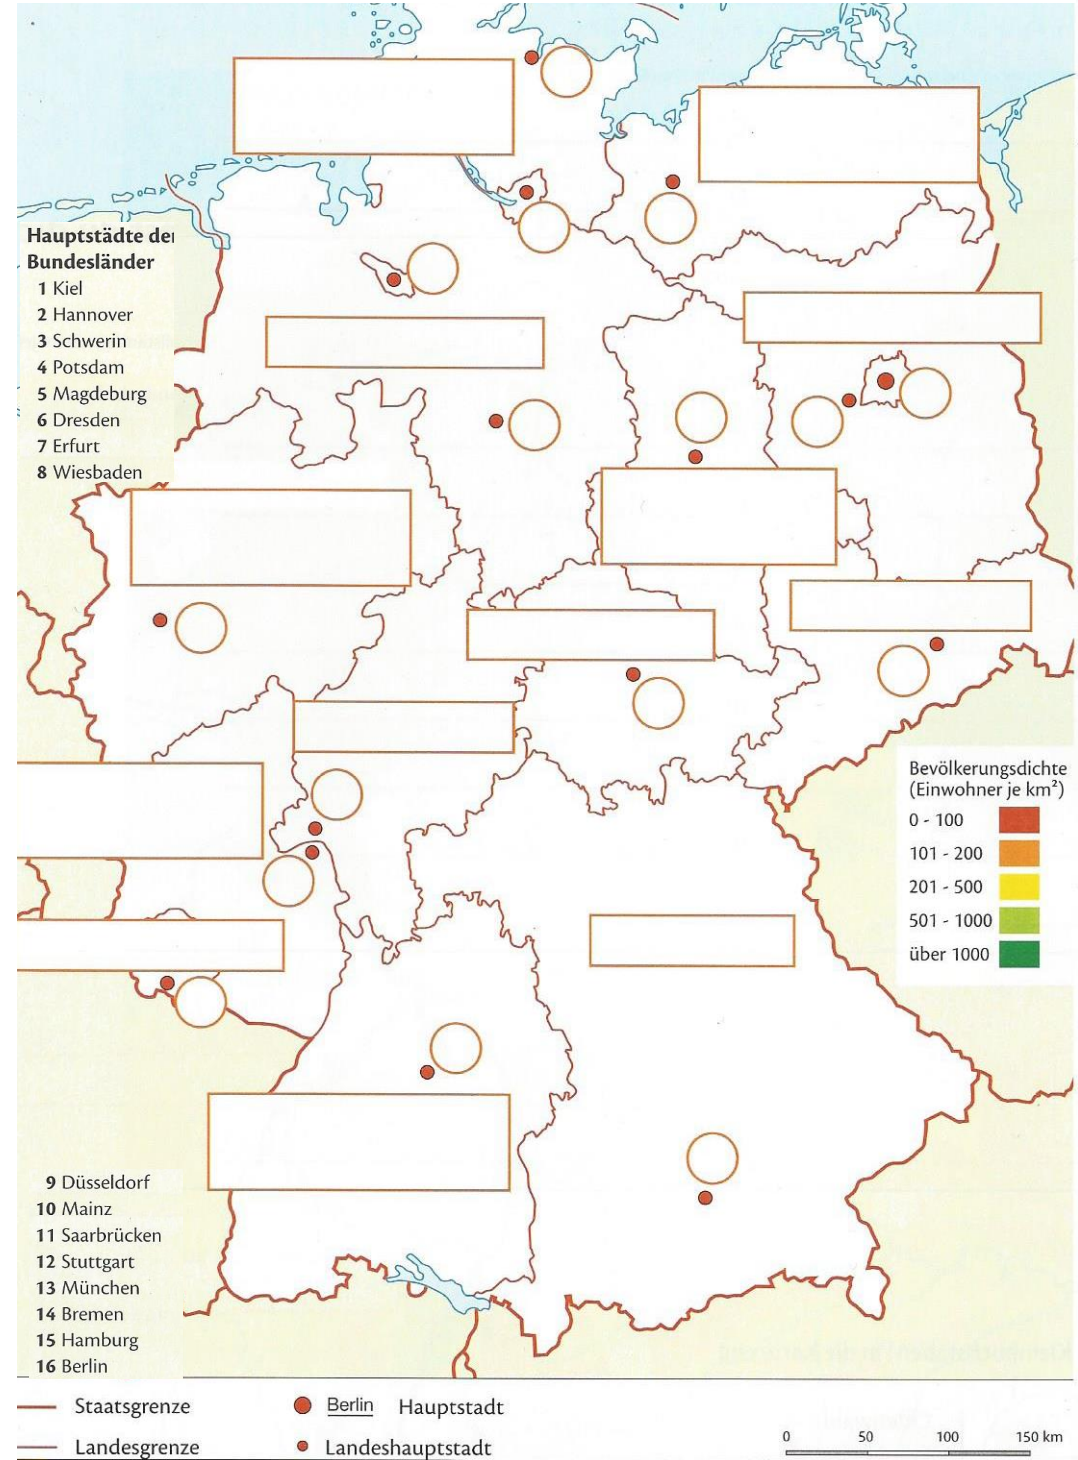 Hauptstädte der
Bundesländer
1 Kiel
2 Hannover
3 Schwerin
4 Potsdam
5 Magdeburg
6 Dresden
7 Erfurt
8 Wiesbaden
Bevölkerungsdichte
(Einwohner je km²)
0 - 100
101 - 200
201 - 500
501 - 1000
über 1000
9 Düsseldorf
10 Mainz
11 Saarbrücken
12 Stuttgart
13 München
14 Bremen
15 Hamburg
16 Berlin
Staatsgrenze
Berlin Hauptstadt
Landesgrenze
Landeshauptstadt
0 50 100 150 km